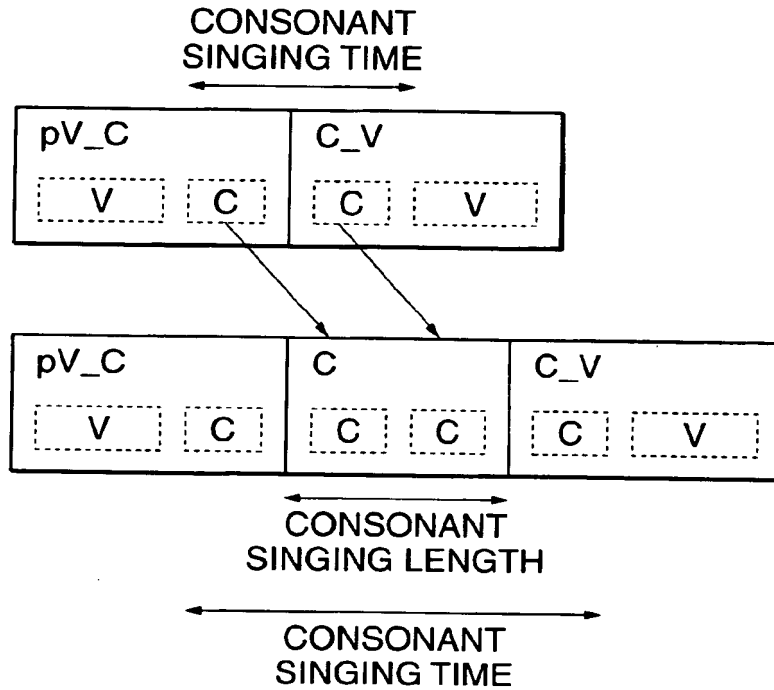 CONSONANT
SINGING TIME
pV_C C_V
V C C V
pV_C C C_V
V C C C C V
CONSONANT
SINGING LENGTH
CONSONANT
SINGING TIME